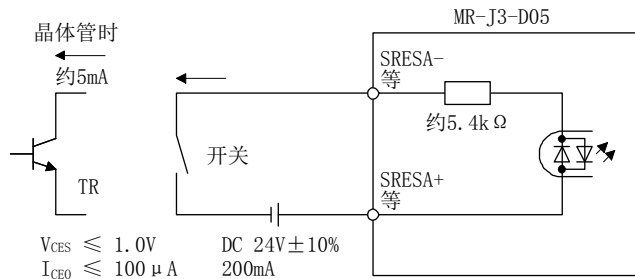 MR-J3-D05
晶体管时
约5mA
SRESA-
等
约5.4kΩ
开关
TR
SRESA+
等
VCES ≤ 1.0V
ICEO ≤ 100μA
DC 24V±10%
200mA